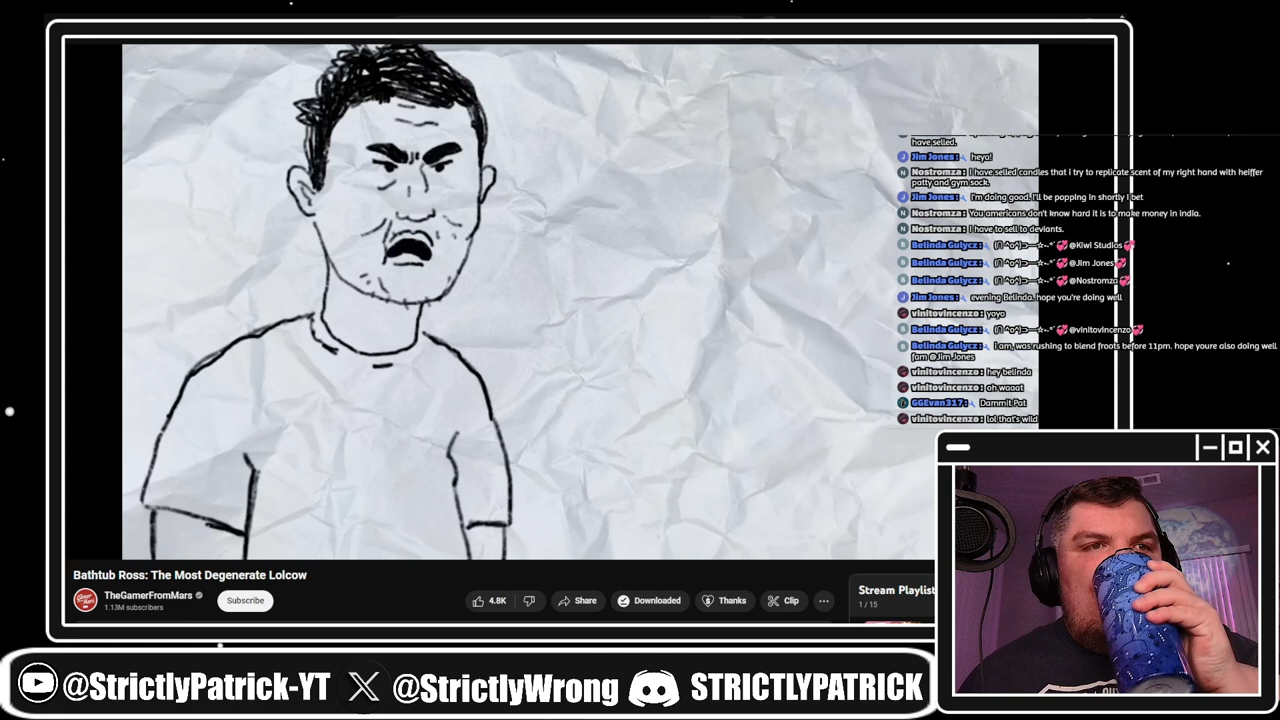 have selled.
Jim Jones: heya!
Nostromza: I have selled candles that i try to replicate scent of my right hand with heiffer
patty and gym sock.
Jim Jones: I'm doing good. I'll be popping in shortly I bet
Nostromza: You americans don't know hard it is to make money in india.
Nostromza: I have to sell to deviants.
Belinda Gulycz: (∩ ^o^)⊃━☆・.・*´💞@Kiwi Studios💞
Belinda Gulycz: (∩ ^o^)⊃━☆・.・*´💞@Jim Jones💞
Belinda Gulycz: (∩ ^o^)⊃━☆・.・*´💞@Nostromza💞
Jim Jones: evening Belinda. hope you're doing well
vinitovincenzo: yoyo
Belinda Gulycz: (∩ ^o^)⊃━☆・.・*´💞@vinitovincenzo💞
Belinda Gulycz: i am, was rushing to blend froots before 11pm. hope youre also doing well
fam @Jim Jones
vinitovincenzo: hey belinda
vinitovincenzo: oh waaat
GGEvan317: Dammit Pat
vinitovincenzo: lol that's wild
Bathtub Ross: The Most Degenerate Lolcow
TheGamerFromMars
1.13M subscribers
Subscribe
4.8K
Share
Downloaded
Thanks
Clip
Stream Playlist
1 / 15
@StrictlyPatrick-YT @StrictlyWrong STRICTLYPATRICK